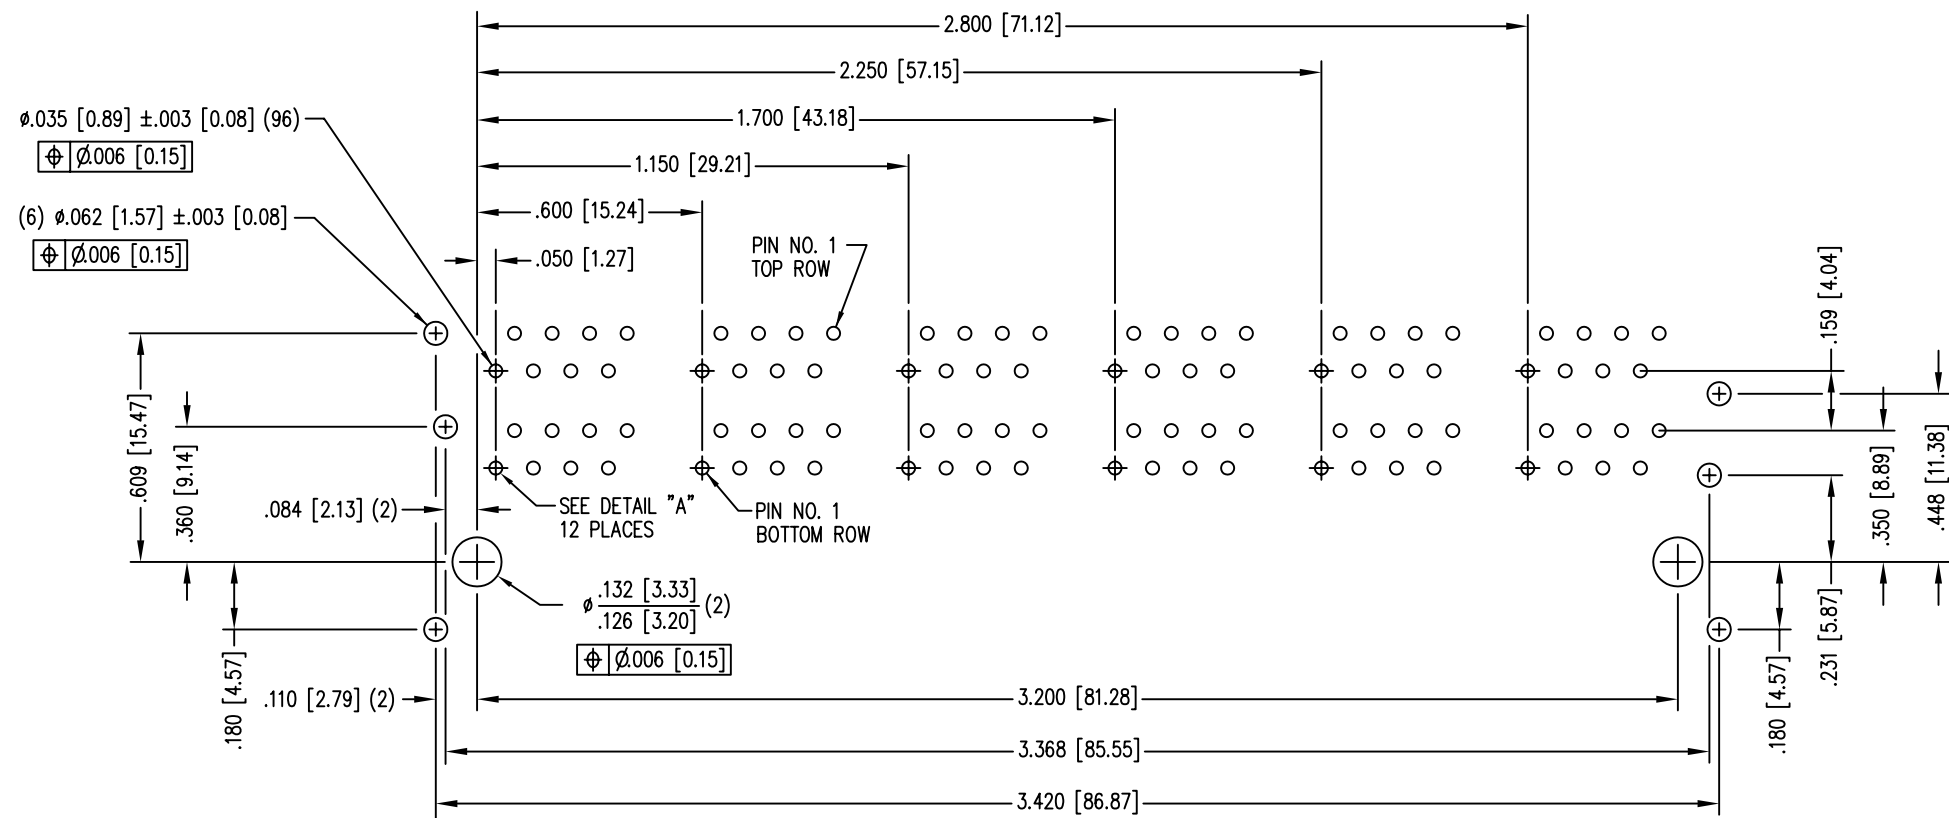 2.800 [71.12]
2.250 [57.15]
ø.035 [0.89] ±.003 [0.08] (96)
1.700 [43.18]
⌖ Ø.006 [0.15]
1.150 [29.21]
(6) ø.062 [1.57] ±.003 [0.08]
.600 [15.24]
⌖ Ø.006 [0.15]
.050 [1.27]
PIN NO. 1
TOP ROW
.159 [4.04]
.609 [15.47]
.360 [9.14]
.084 [2.13] (2)
SEE DETAIL "A"
12 PLACES
PIN NO. 1
BOTTOM ROW
.350 [8.89]
.448 [11.38]
ø .132 [3.33]
.126 [3.20] (2)
⌖ Ø.006 [0.15]
.231 [5.87]
.180 [4.57]
.180 [4.57]
.110 [2.79] (2)
3.200 [81.28]
3.368 [85.55]
3.420 [86.87]